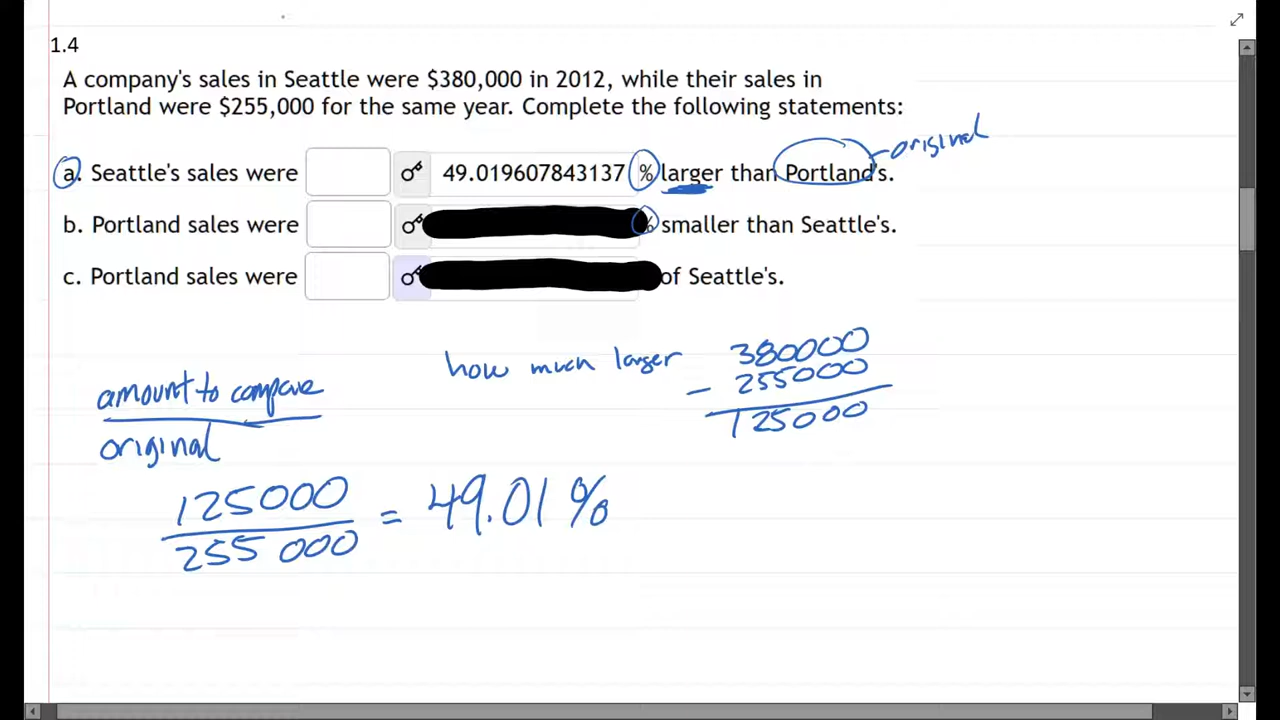 1.4
A company's sales in Seattle were $380,000 in 2012, while their sales in
Portland were $255,000 for the same year. Complete the following statements:
original
a. Seattle's sales were 49.019607843137 % larger than Portland's.
b. Portland sales were % smaller than Seattle's.
c. Portland sales were of Seattle's.
how much larger
380000
- 255000
125000
amount to compare
original
125000
255 000
= 49.01 %